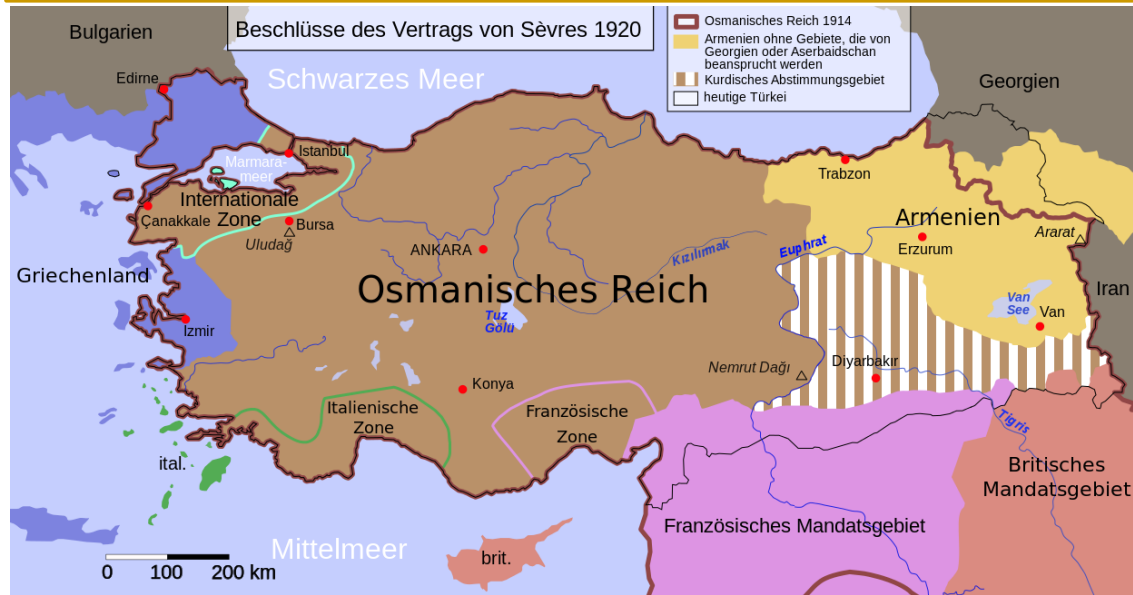 Beschlüsse des Vertrags von Sèvres 1920
Osmanisches Reich 1914
Armenien ohne Gebiete, die von
Georgien oder Aserbaidschan
beansprucht werden
Kurdisches Abstimmungsgebiet
heutige Türkei
Bulgarien
Schwarzes Meer
Georgien
Edirne
Istanbul
Marmara-
meer
Trabzon
Internationale
Zone
Çanakkale
Bursa
Uludağ
Armenien
Ararat
Erzurum
ANKARA
Kızılırmak
Euphrat
Griechenland
Osmanisches Reich
Iran
Van
See
Van
Izmir
Tuz
Gölü
Nemrut Dağı
Diyarbakır
Konya
Italienische
Zone
Französische
Zone
Tigris
ital.
Britisches
Mandatsgebiet
Französisches Mandatsgebiet
Mittelmeer
brit.
0 100 200 km